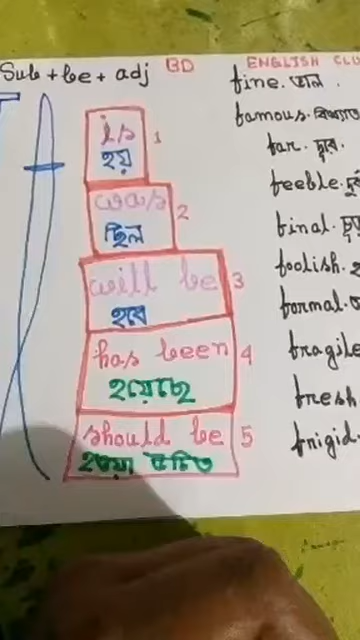 Sub + be + adj BD ENGLISH CLU
is 1
হয়
was 2
ছিল
will be 3
হবে
has been 4
হয়েছে
should be 5
হওয়া উচিত
fine. ভাল
famous. বিখ্যাত
far. দূর.
feeble.
final.
foolish.
formal.
fragile
fresh
frigid.